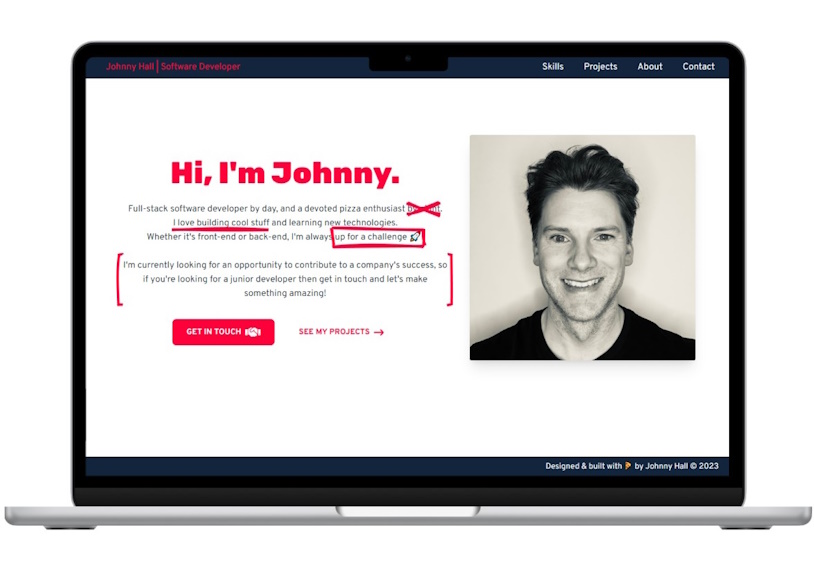 Johnny Hall | Software Developer
Skills Projects About Contact
Hi, I'm Johnny.
Full-stack software developer by day, and a devoted pizza enthusiast
I love building cool stuff and learning new technologies.
Whether it's front-end or back-end, I'm always up for a challenge 🚀
I'm currently looking for an opportunity to contribute to a company's success, so
if you're looking for a junior developer then get in touch and let's make
something amazing!
GET IN TOUCH
SEE MY PROJECTS →
Designed & built with 🍕 by Johnny Hall © 2023